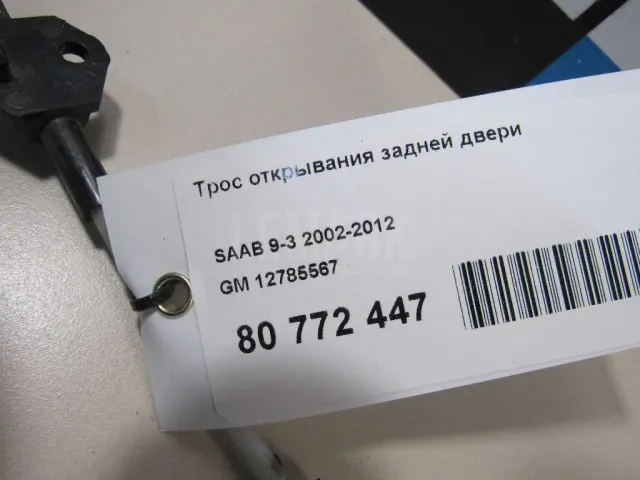 Трос открывания задней двери
SAAB 9-3 2002-2012
GM 12785567
80 772 447